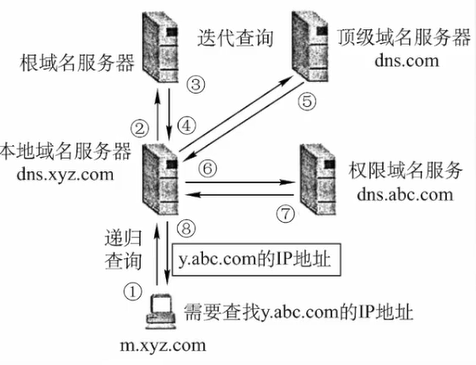 迭代查询
顶级域名服务器
dns.com
根域名服务器
③
②
④
⑤
本地域名服务器
dns.xyz.com
⑥
权限域名服务
dns.abc.com
⑦
⑧
递归
查询
y.abc.com的IP地址
①
需要查找y.abc.com的IP地址
m.xyz.com